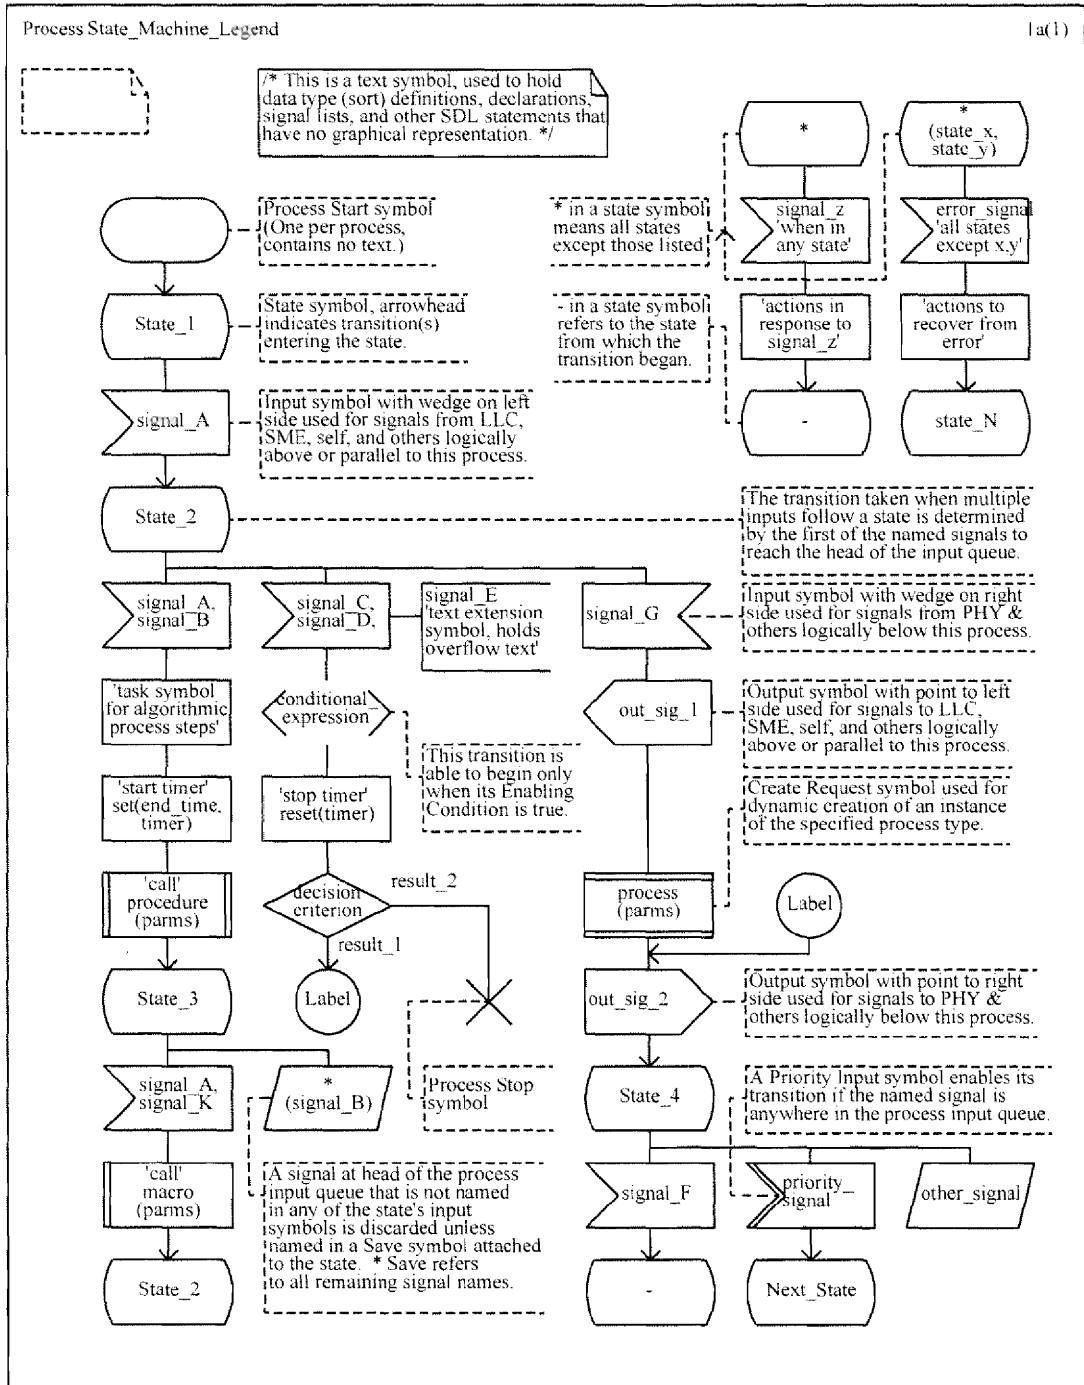 Process State_Machine_Legend
1a(1)
/* This is a text symbol, used to hold
data type (sort) definitions, declarations,
signal lists, and other SDL statements that
have no graphical representation. */
*
*
(state_x,
state_y)
Process Start symbol
(One per process,
contains no text.)
* in a state symbol
means all states
except those listed
signal_z
'when in
any state'
error_signal
'all states
except x,y'
State_1
State symbol, arrowhead
indicates transition(s)
entering the state.
- in a state symbol
refers to the state
from which the
transition began.
'actions in
response to
signal_z'
'actions to
recover from
error'
signal_A
Input symbol with wedge on left
side used for signals from LLC,
SME, self, and others logically
above or parallel to this process.
-
state_N
State_2
The transition taken when multiple
inputs follow a state is determined
by the first of the named signals to
reach the head of the input queue.
signal_A,
signal_B
signal_C,
signal_D,
signal_E
'text extension
symbol, holds
overflow text'
signal_G
Input symbol with wedge on right
side used for signals from PHY &
others logically below this process.
'task symbol
for algorithmic
process steps'
conditional_
expression
out_sig_1
Output symbol with point to left
side used for signals to LLC,
SME, self, and others logically
above or parallel to this process.
This transition is
able to begin only
when its Enabling
Condition is true.
'start timer'
set(end_time,
timer)
'stop timer'
reset(timer)
Create Request symbol used for
dynamic creation of an instance
of the specified process type.
'call'
procedure
(parms)
decision
criterion
result_2
result_1
process
(parms)
Label
State_3
Label
out_sig_2
Output symbol with point to right
side used for signals to PHY &
others logically below this process.
signal_A,
signal_K
*
(signal_B)
Process Stop
symbol
State_4
A Priority Input symbol enables its
transition if the named signal is
anywhere in the process input queue.
'call'
macro
(parms)
A signal at head of the process
input queue that is not named
in any of the state's input
symbols is discarded unless
named in a Save symbol attached
to the state. * Save refers
to all remaining signal names.
signal_F
priority_
signal
other_signal
State_2
-
Next_State